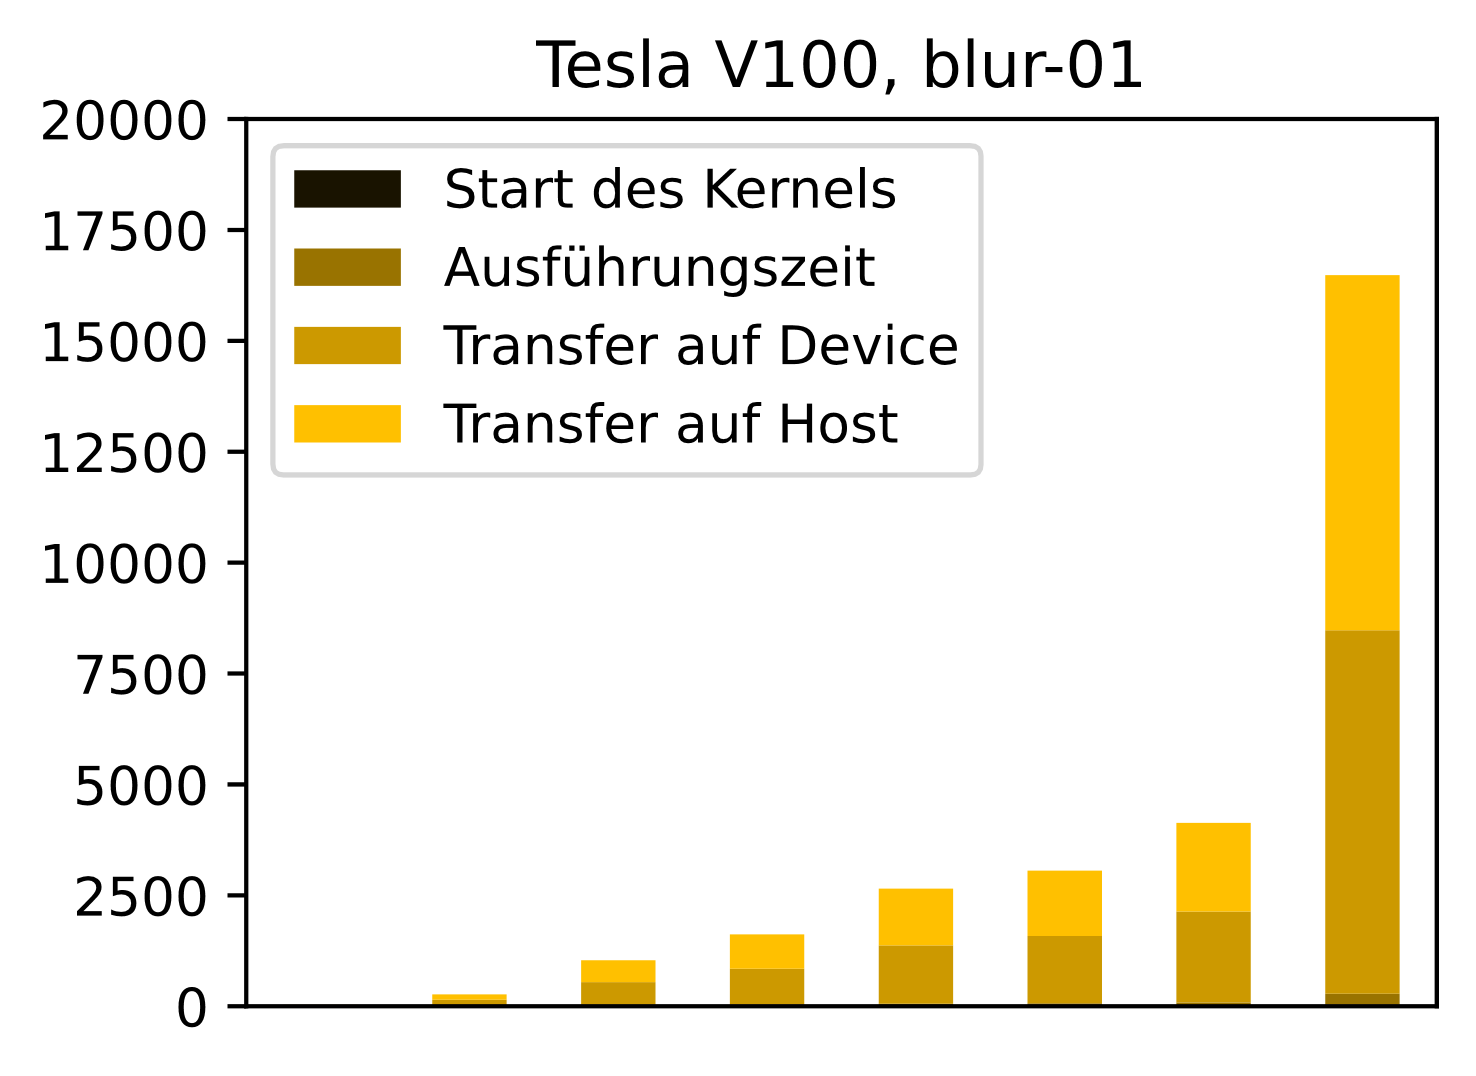 Tesla V100, blur-01
20000
17500
15000
12500
10000
7500
5000
2500
0
Start des Kernels
Ausführungszeit
Transfer auf Device
Transfer auf Host